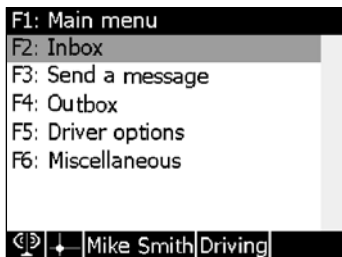 F1: Main menu
F2: Inbox
F3: Send a message
F4: Outbox
F5: Driver options
F6: Miscellaneous
Mike Smith Driving